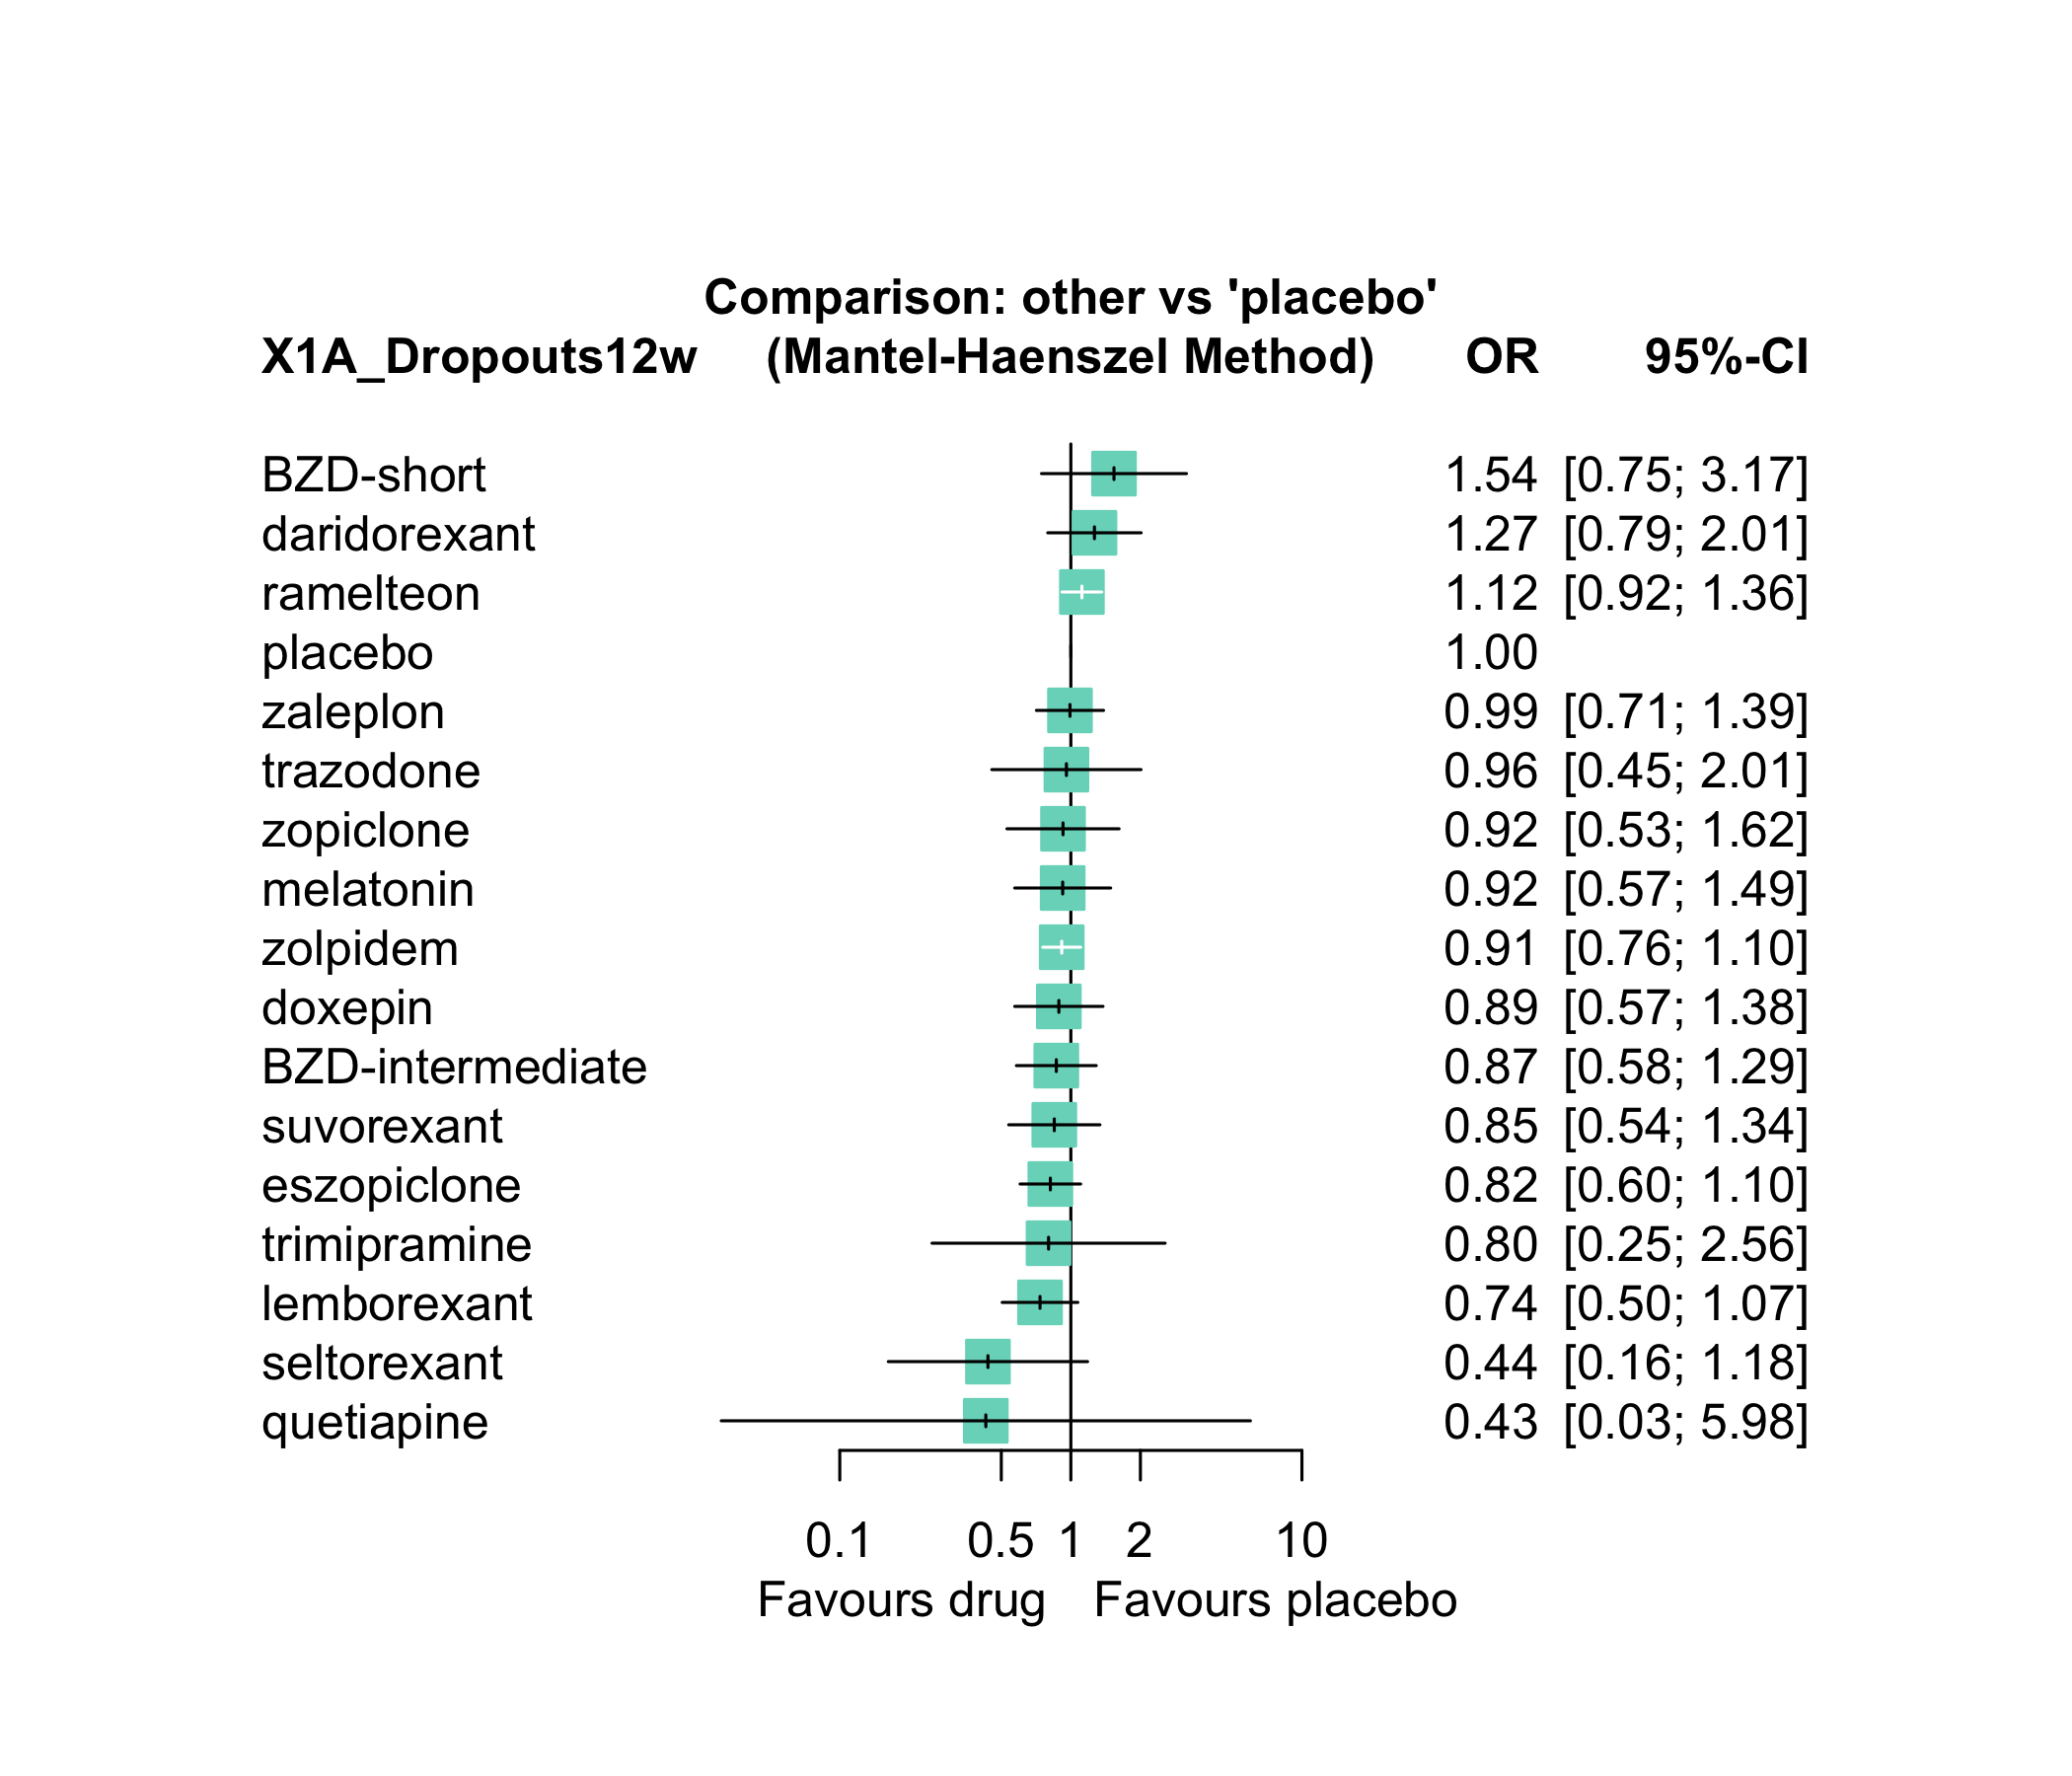 Comparison: other vs 'placebo'
X1A_Dropouts12w (Mantel-Haenszel Method) OR 95%-CI
BZD-short 1.54 [0.75; 3.17]
daridorexant 1.27 [0.79; 2.01]
ramelteon 1.12 [0.92; 1.36]
placebo 1.00
zaleplon 0.99 [0.71; 1.39]
trazodone 0.96 [0.45; 2.01]
zopiclone 0.92 [0.53; 1.62]
melatonin 0.92 [0.57; 1.49]
zolpidem 0.91 [0.76; 1.10]
doxepin 0.89 [0.57; 1.38]
BZD-intermediate 0.87 [0.58; 1.29]
suvorexant 0.85 [0.54; 1.34]
eszopiclone 0.82 [0.60; 1.10]
trimipramine 0.80 [0.25; 2.56]
lemborexant 0.74 [0.50; 1.07]
seltorexant 0.44 [0.16; 1.18]
quetiapine 0.43 [0.03; 5.98]
0.1 0.5 1 2 10
Favours drug Favours placebo